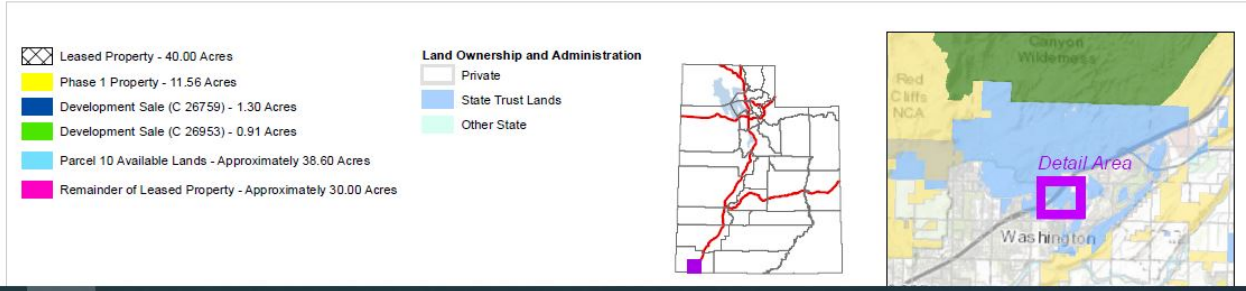 Leased Property - 40.00 Acres
Phase 1 Property - 11.56 Acres
Development Sale (C 26759) - 1.30 Acres
Development Sale (C 26953) - 0.91 Acres
Parcel 10 Available Lands - Approximately 38.60 Acres
Remainder of Leased Property - Approximately 30.00 Acres
Land Ownership and Administration
Private
State Trust Lands
Other State
Canyon
Wilderness
Red
Cliffs
NCA
Detail Area
Washington